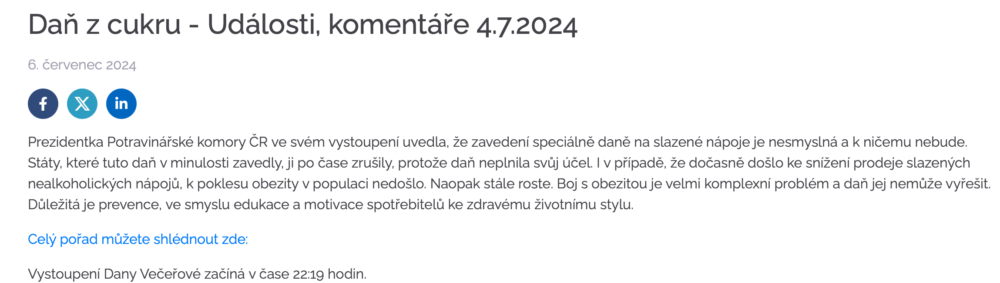 Daň z cukru - Události, komentáře 4.7.2024
6. červenec 2024
Prezidentka Potravinářské komory ČR ve svém vystoupení uvedla, že zavedení speciálně daně na slazené nápoje je nesmyslná a k ničemu nebude.
Státy, které tuto daň v minulosti zavedly, ji po čase zrušily, protože daň neplnila svůj účel. I v případě, že dočasně došlo ke snížení prodeje slazených
nealkoholických nápojů, k poklesu obezity v populaci nedošlo. Naopak stále roste. Boj s obezitou je velmi komplexní problém a daň jej nemůže vyřešit.
Důležitá je prevence, ve smyslu edukace a motivace spotřebitelů ke zdravému životnímu stylu.
Celý pořad můžete shlédnout zde:
Vystoupení Dany Večeřové začíná v čase 22:19 hodin.